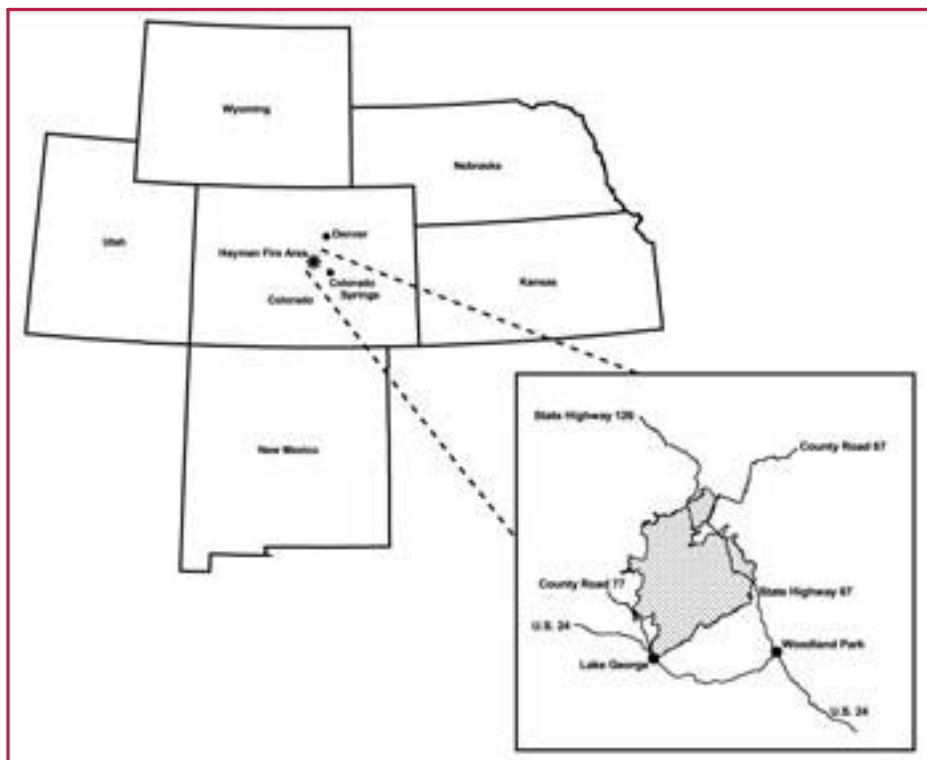 Wyoming
Nebraska
Utah
Denver
Hayman Fire Area
Colorado
Springs
Colorado
Kansas
New Mexico
State Highway 126
County Road 67
County Road 77
State Highway 67
U.S. 24
Woodland Park
Lake George
U.S. 24